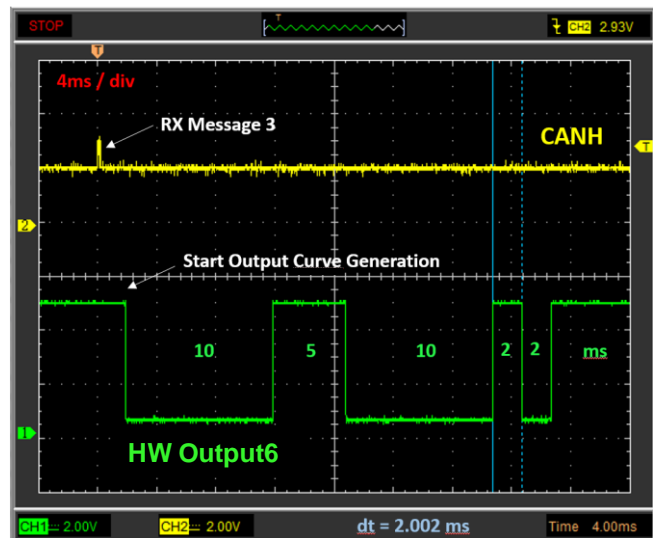 STOP
T
CH2 2.93V
T
4ms / div
RX Message 3
CANH
T
2
Start Output Curve Generation
10 5 10 2 2 ms
1
HW Output6
CH1 2.00V CH2 2.00V dt = 2.002 ms Time 4.00ms